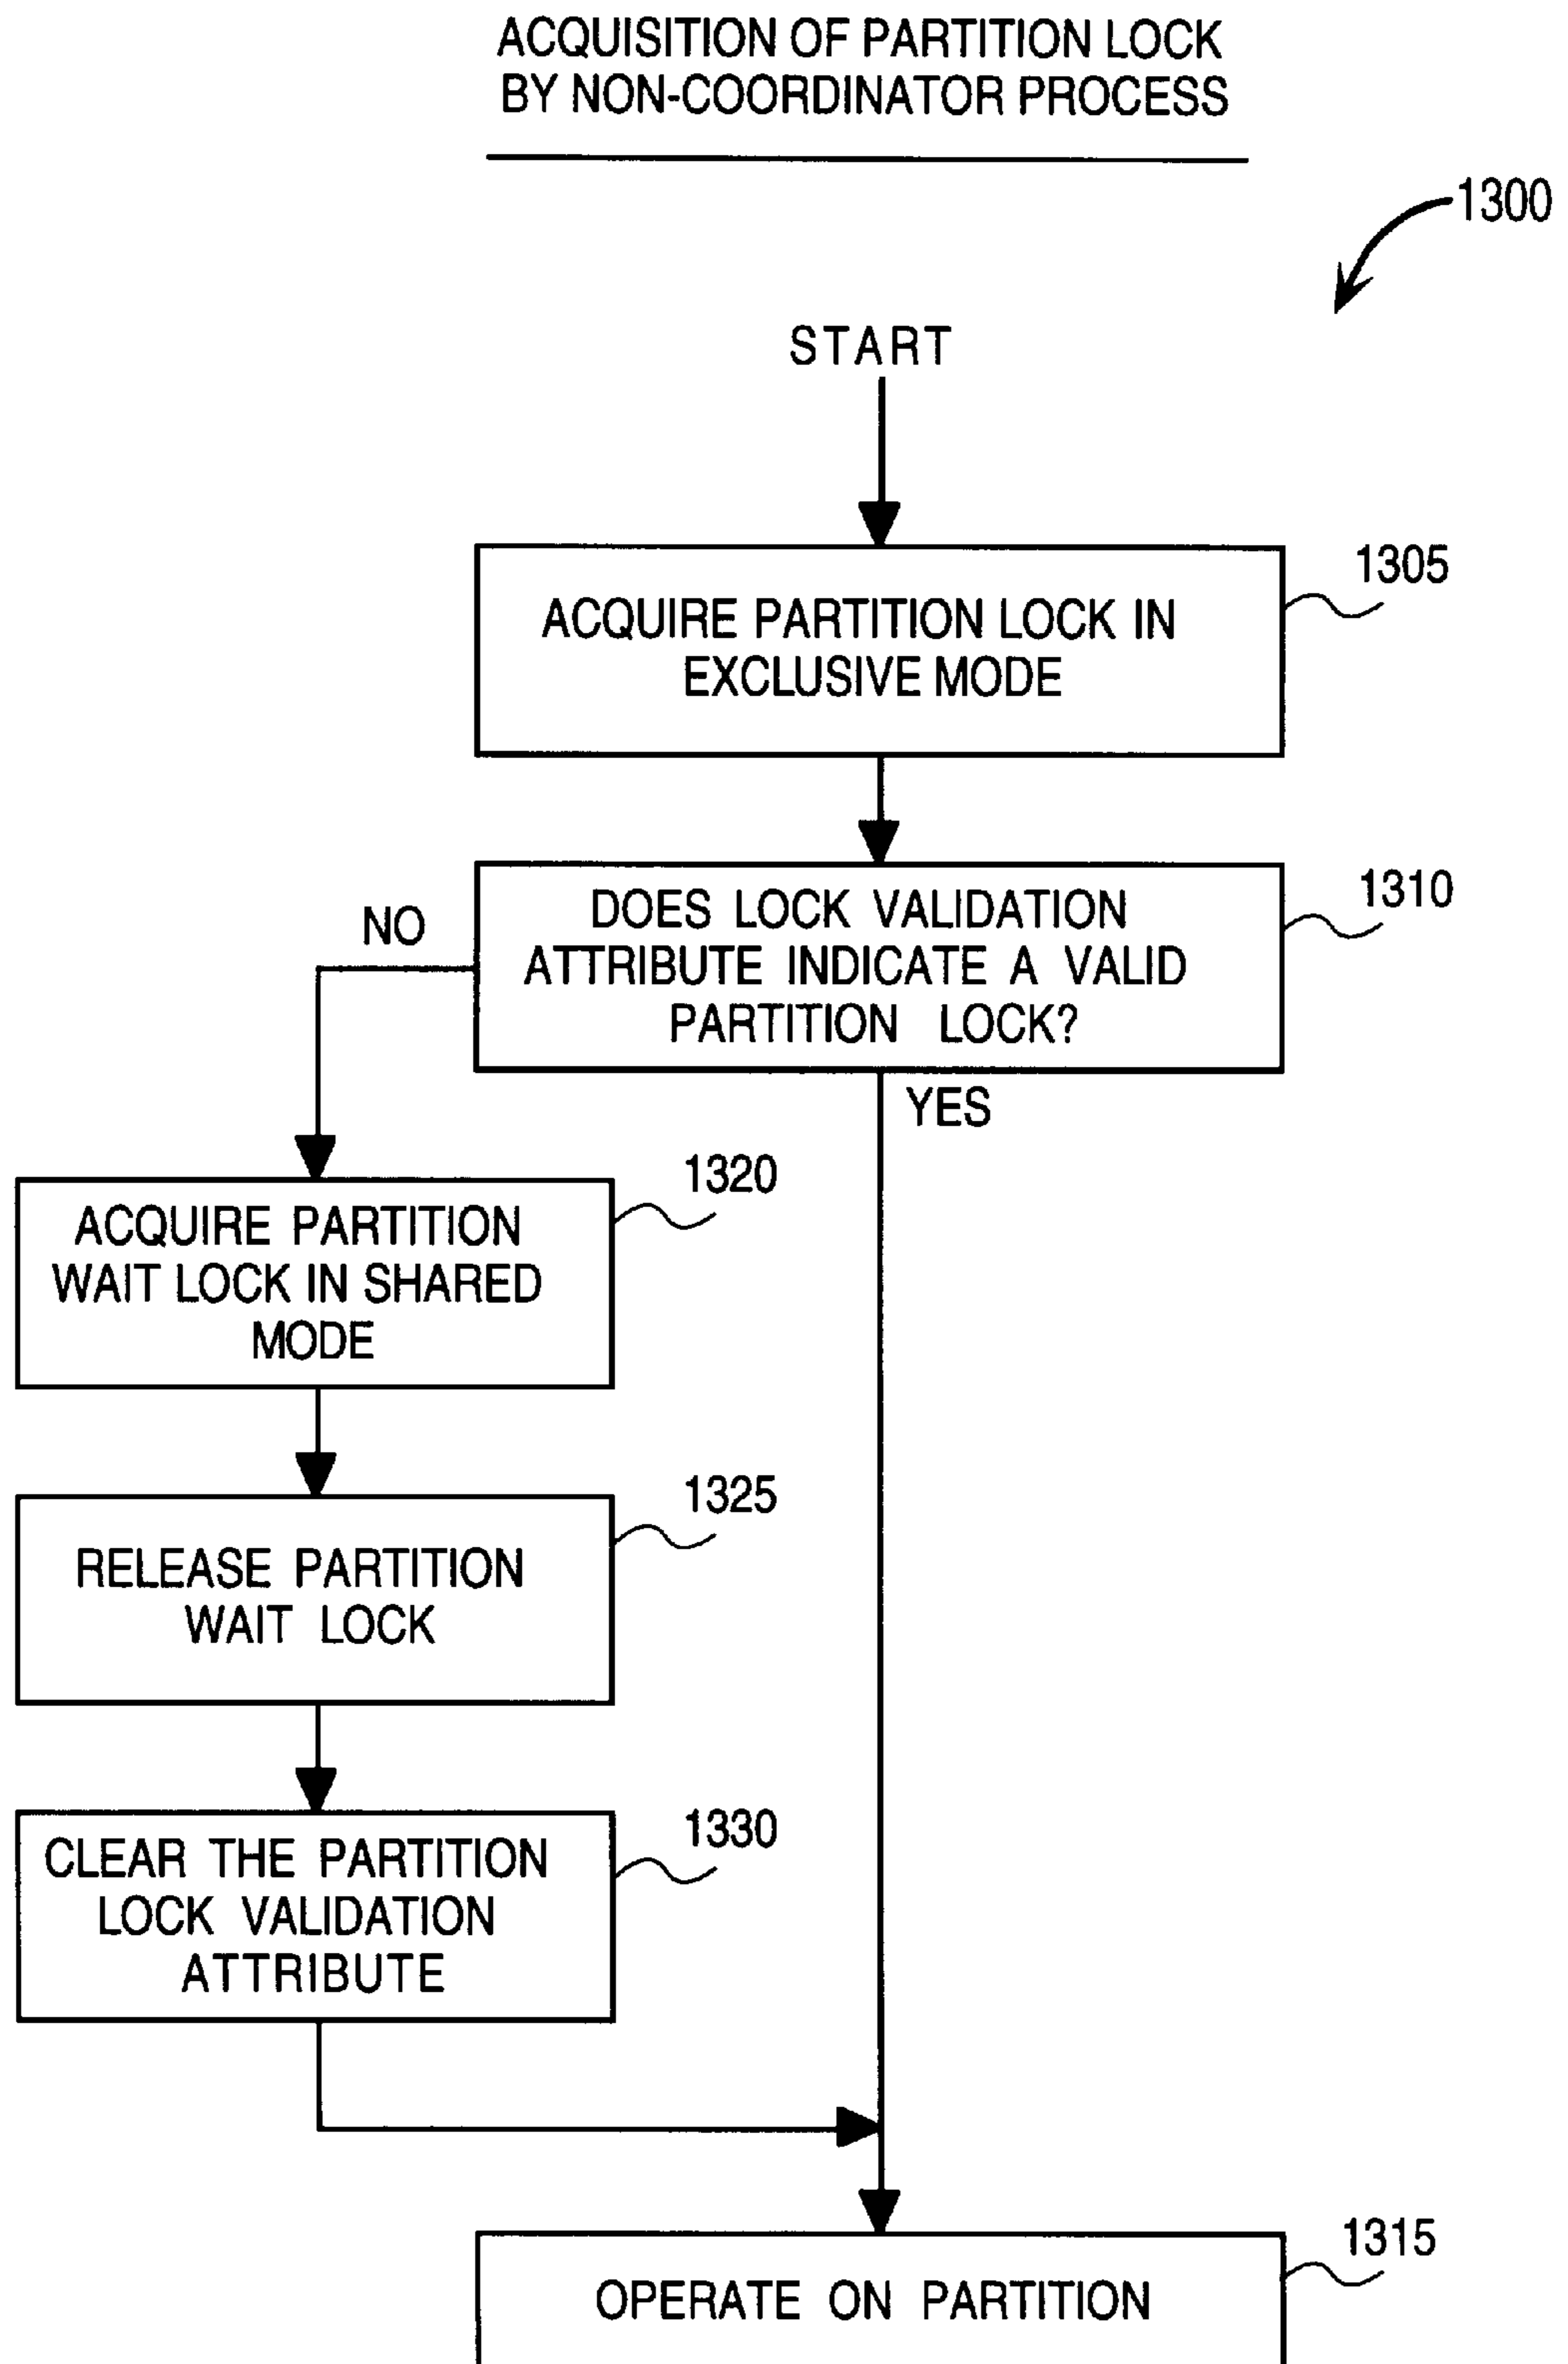 ACQUISITION OF PARTITION LOCK
BY NON-COORDINATOR PROCESS
1300
START
1305
ACQUIRE PARTITION LOCK IN
EXCLUSIVE MODE
1310
DOES LOCK VALIDATION
ATTRIBUTE INDICATE A VALID
PARTITION LOCK?
NO
YES
1320
ACQUIRE PARTITION
WAIT LOCK IN SHARED
MODE
1325
RELEASE PARTITION
WAIT LOCK
1330
CLEAR THE PARTITION
LOCK VALIDATION
ATTRIBUTE
1315
OPERATE ON PARTITION